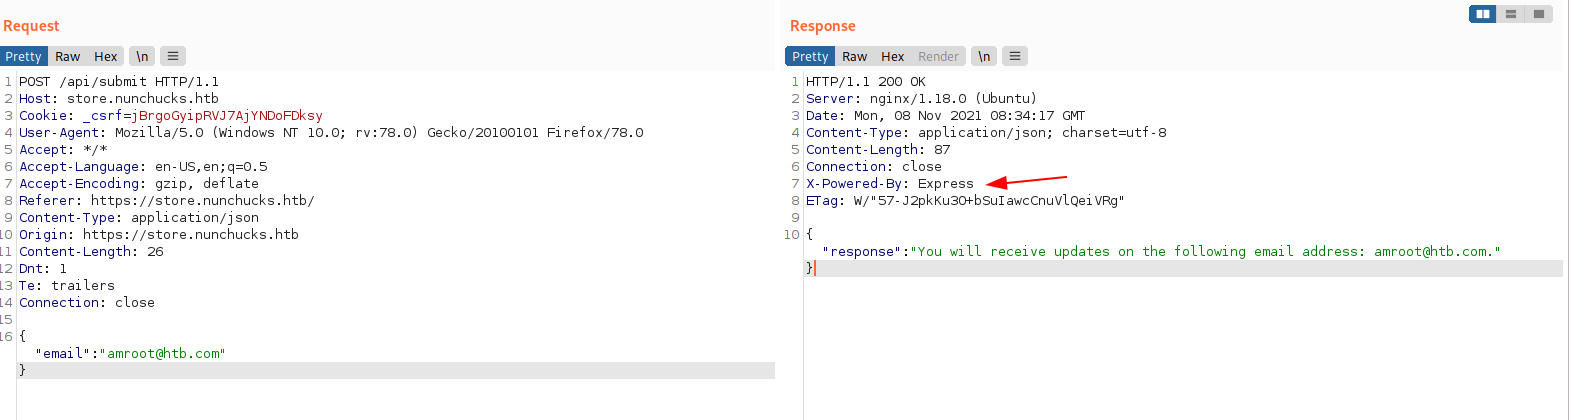 Request
Pretty Raw Hex \n ≡
1 POST /api/submit HTTP/1.1
2 Host: store.nunchucks.htb
3 Cookie: _csrf=jBrgoGyipRVJ7AjYNDoFDksy
4 User-Agent: Mozilla/5.0 (Windows NT 10.0; rv:78.0) Gecko/20100101 Firefox/78.0
5 Accept: */*
6 Accept-Language: en-US,en;q=0.5
7 Accept-Encoding: gzip, deflate
8 Referer: https://store.nunchucks.htb/
9 Content-Type: application/json
10 Origin: https://store.nunchucks.htb
11 Content-Length: 26
12 Dnt: 1
13 Te: trailers
14 Connection: close
15
16 {
"email":"amroot@htb.com"
}
Response
Pretty Raw Hex Render \n ≡
1 HTTP/1.1 200 OK
2 Server: nginx/1.18.0 (Ubuntu)
3 Date: Mon, 08 Nov 2021 08:34:17 GMT
4 Content-Type: application/json; charset=utf-8
5 Content-Length: 87
6 Connection: close
7 X-Powered-By: Express
8 ETag: W/"57-J2pkKu3O+bSuIawcCnuVlQeiVRg"
9
10 {
"response":"You will receive updates on the following email address: amroot@htb.com."
}